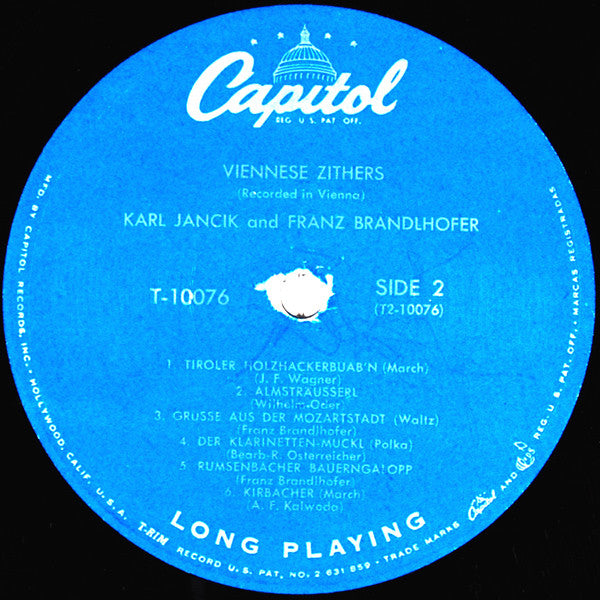 Capitol
REG. U.S. PAT. OFF.
VIENNESE ZITHERS
(Recorded in Vienna)
KARL JANCIK and FRANZ BRANDLHOFER
T-10076
SIDE 2
(T2-10076)
1. TIROLER HOLZHACKERBUAB'N (March)
(J. F. Wagner)
2. ALMSTRAUSSERL
(Wilhelm Oder)
3. GRUSSE AUS DER MOZARTSTADT (Waltz)
(Franz Brandlhofer)
4. DER KLARINETTEN-MUCKL (Polka)
(Bearb-R. Osterreicher)
5. RUMSENBACHER BAUERNGALOPP
(Franz Brandlhofer)
6. KIRBACHER (March)
(A. F. Kalwoda)
LONG PLAYING
MFD. BY CAPITOL RECORDS, INC. • HOLLYWOOD, CALIF. U.S.A. T-RIM RECORD U.S. PAT. NO. 2 631 859 • TRADE MARKS Capitol AND REG. U.S. PAT. OFF. • MARCAS REGISTRADAS